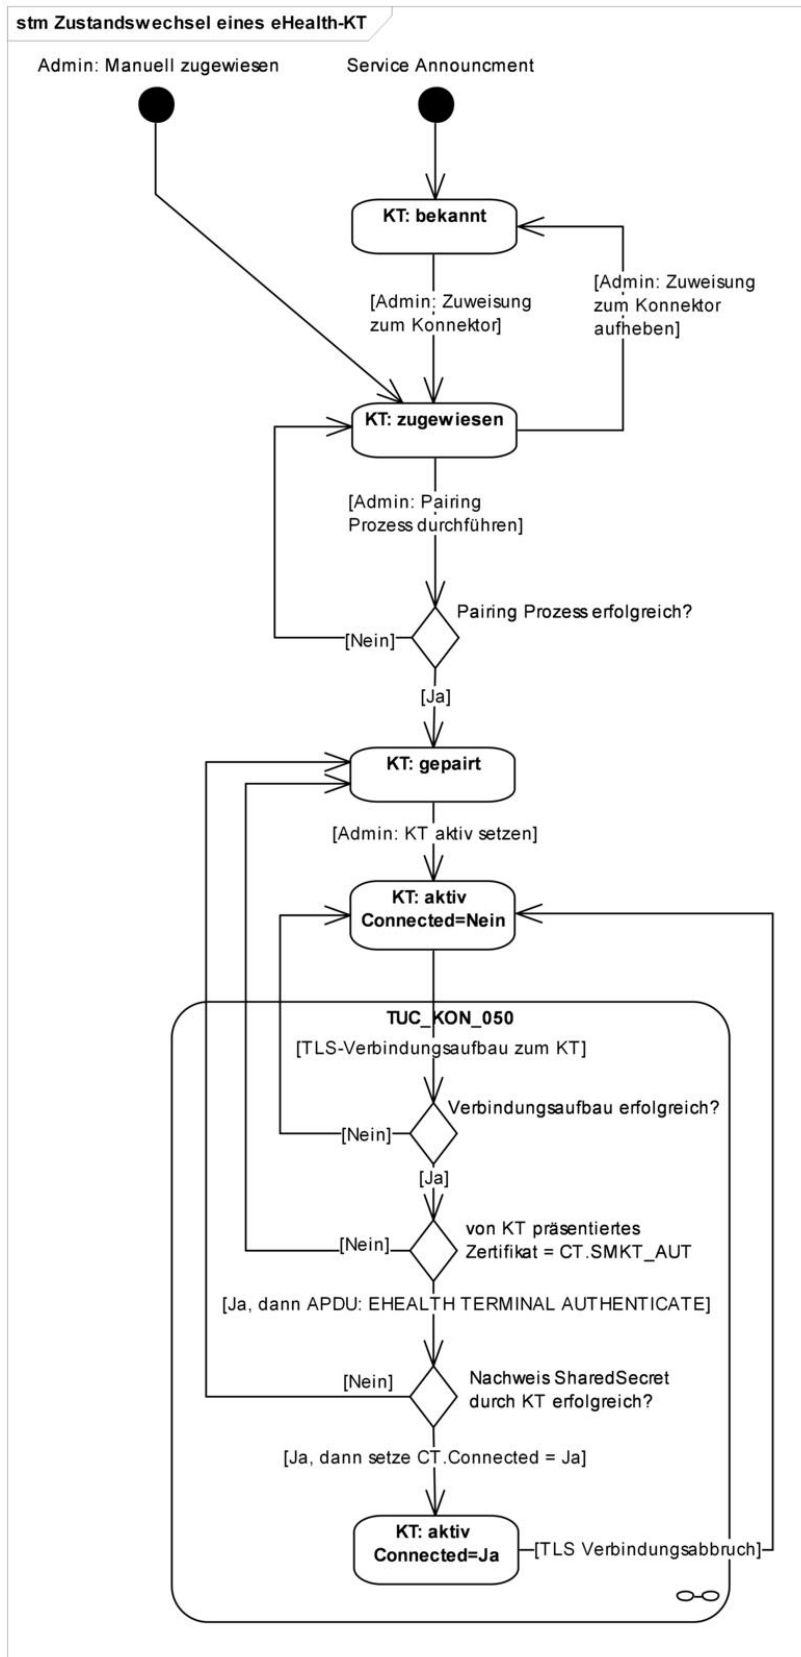 stm Zustandswechsel eines eHealth-KT
Admin: Manuell zugewiesen
Service Announcment
KT: bekannt
[Admin: Zuweisung
zum Konnektor]
[Admin: Zuweisung
zum Konnektor
aufheben]
KT: zugewiesen
[Admin: Pairing
Prozess durchführen]
Pairing Prozess erfolgreich?
[Nein]
[Ja]
KT: gepairt
[Admin: KT aktiv setzen]
KT: aktiv
Connected=Nein
TUC_KON_050
[TLS-Verbindungsaufbau zum KT]
Verbindungsaufbau erfolgreich?
[Nein]
[Ja]
von KT präsentiertes
Zertifikat = CT.SMKT_AUT
[Nein]
[Ja, dann APDU: EHEALTH TERMINAL AUTHENTICATE]
Nachweis SharedSecret
durch KT erfolgreich?
[Nein]
[Ja, dann setze CT.Connected = Ja]
KT: aktiv
Connected=Ja
[TLS Verbindungsabbruch]